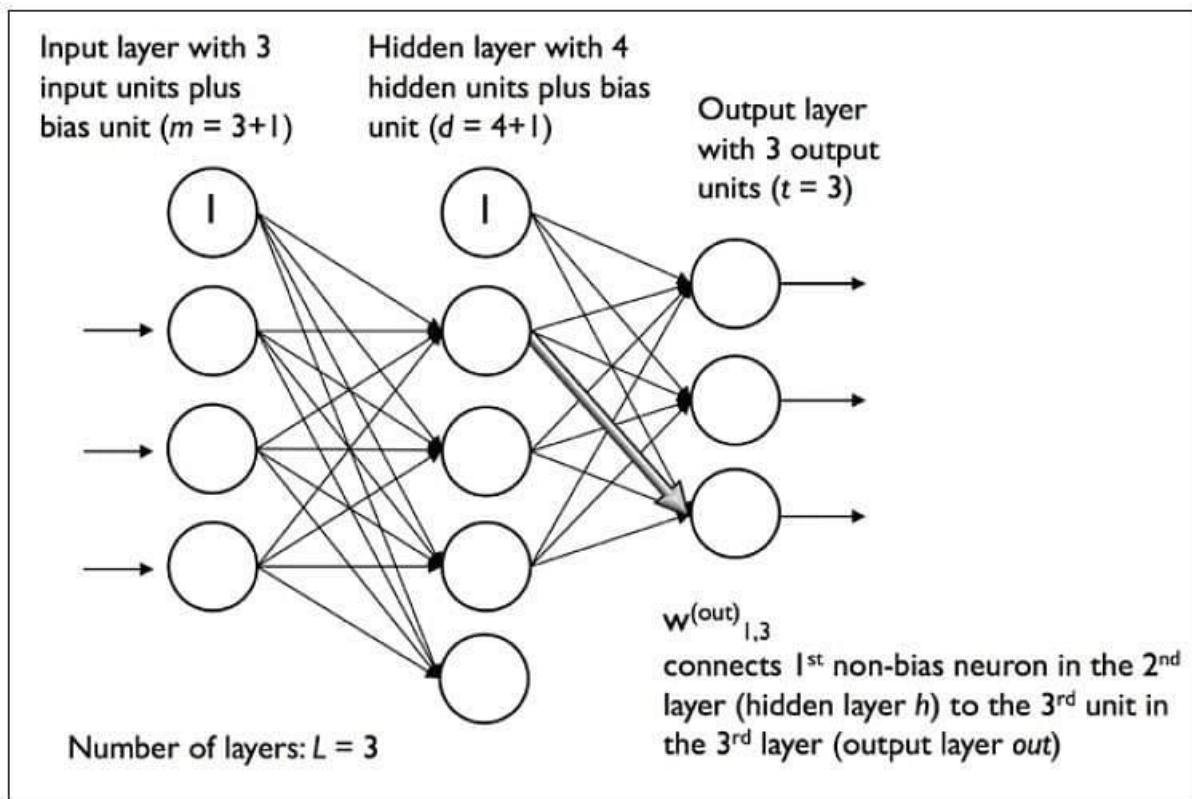 Input layer with 3
input units plus
bias unit (m = 3+1)
Hidden layer with 4
hidden units plus bias
unit (d = 4+1)
Output layer
with 3 output
units (t = 3)
1
1
w(out)1,3
connects 1st non-bias neuron in the 2nd
layer (hidden layer h) to the 3rd unit in
the 3rd layer (output layer out)
Number of layers: L = 3